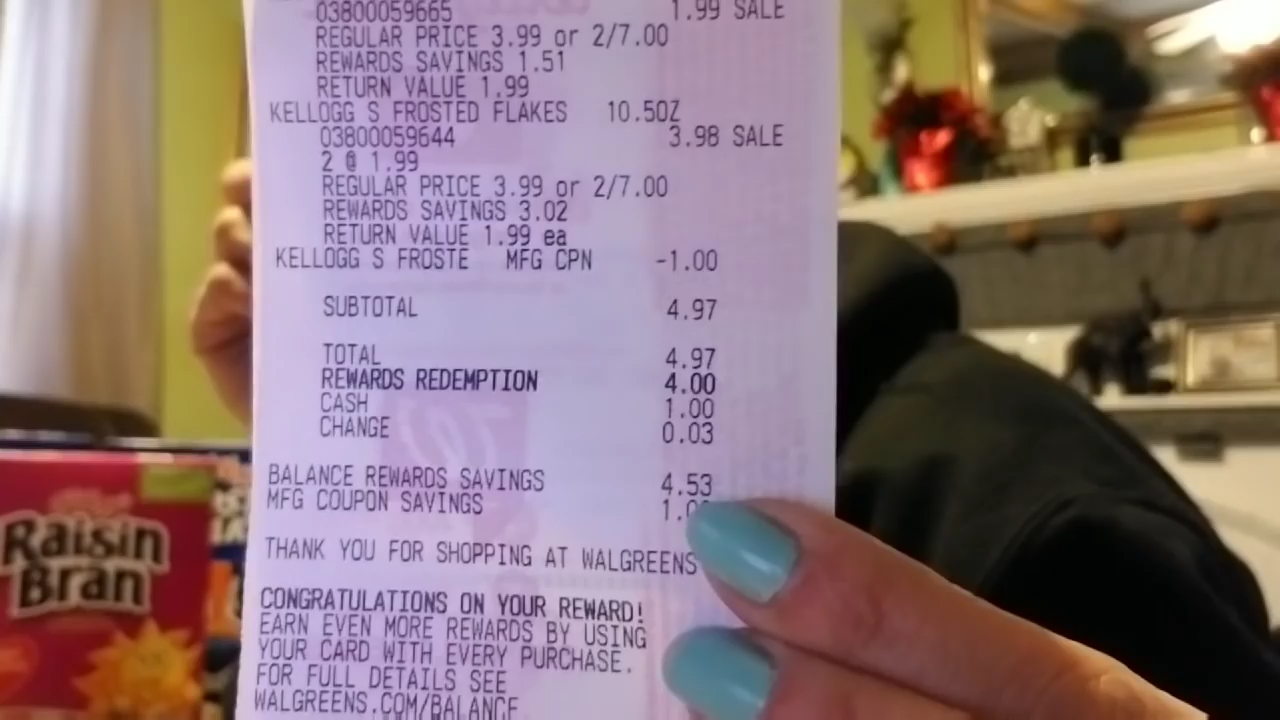 03800059665 1.99 SALE
REGULAR PRICE 3.99 or 2/7.00
REWARDS SAVINGS 1.51
RETURN VALUE 1.99
KELLOGG S FROSTED FLAKES 10.5OZ
03800059644 3.98 SALE
2 @ 1.99
REGULAR PRICE 3.99 or 2/7.00
REWARDS SAVINGS 3.02
RETURN VALUE 1.99 ea
KELLOGG S FROSTE MFG CPN -1.00
SUBTOTAL 4.97
TOTAL 4.97
REWARDS REDEMPTION 4.00
CASH 1.00
CHANGE 0.03
BALANCE REWARDS SAVINGS 4.53
MFG COUPON SAVINGS
THANK YOU FOR SHOPPING AT WALGREENS
CONGRATULATIONS ON YOUR REWARD!
EARN EVEN MORE REWARDS BY USING
YOUR CARD WITH EVERY PURCHASE.
FOR FULL DETAILS SEE
WALGREENS.COM/BALANCE
Raisin
Bran